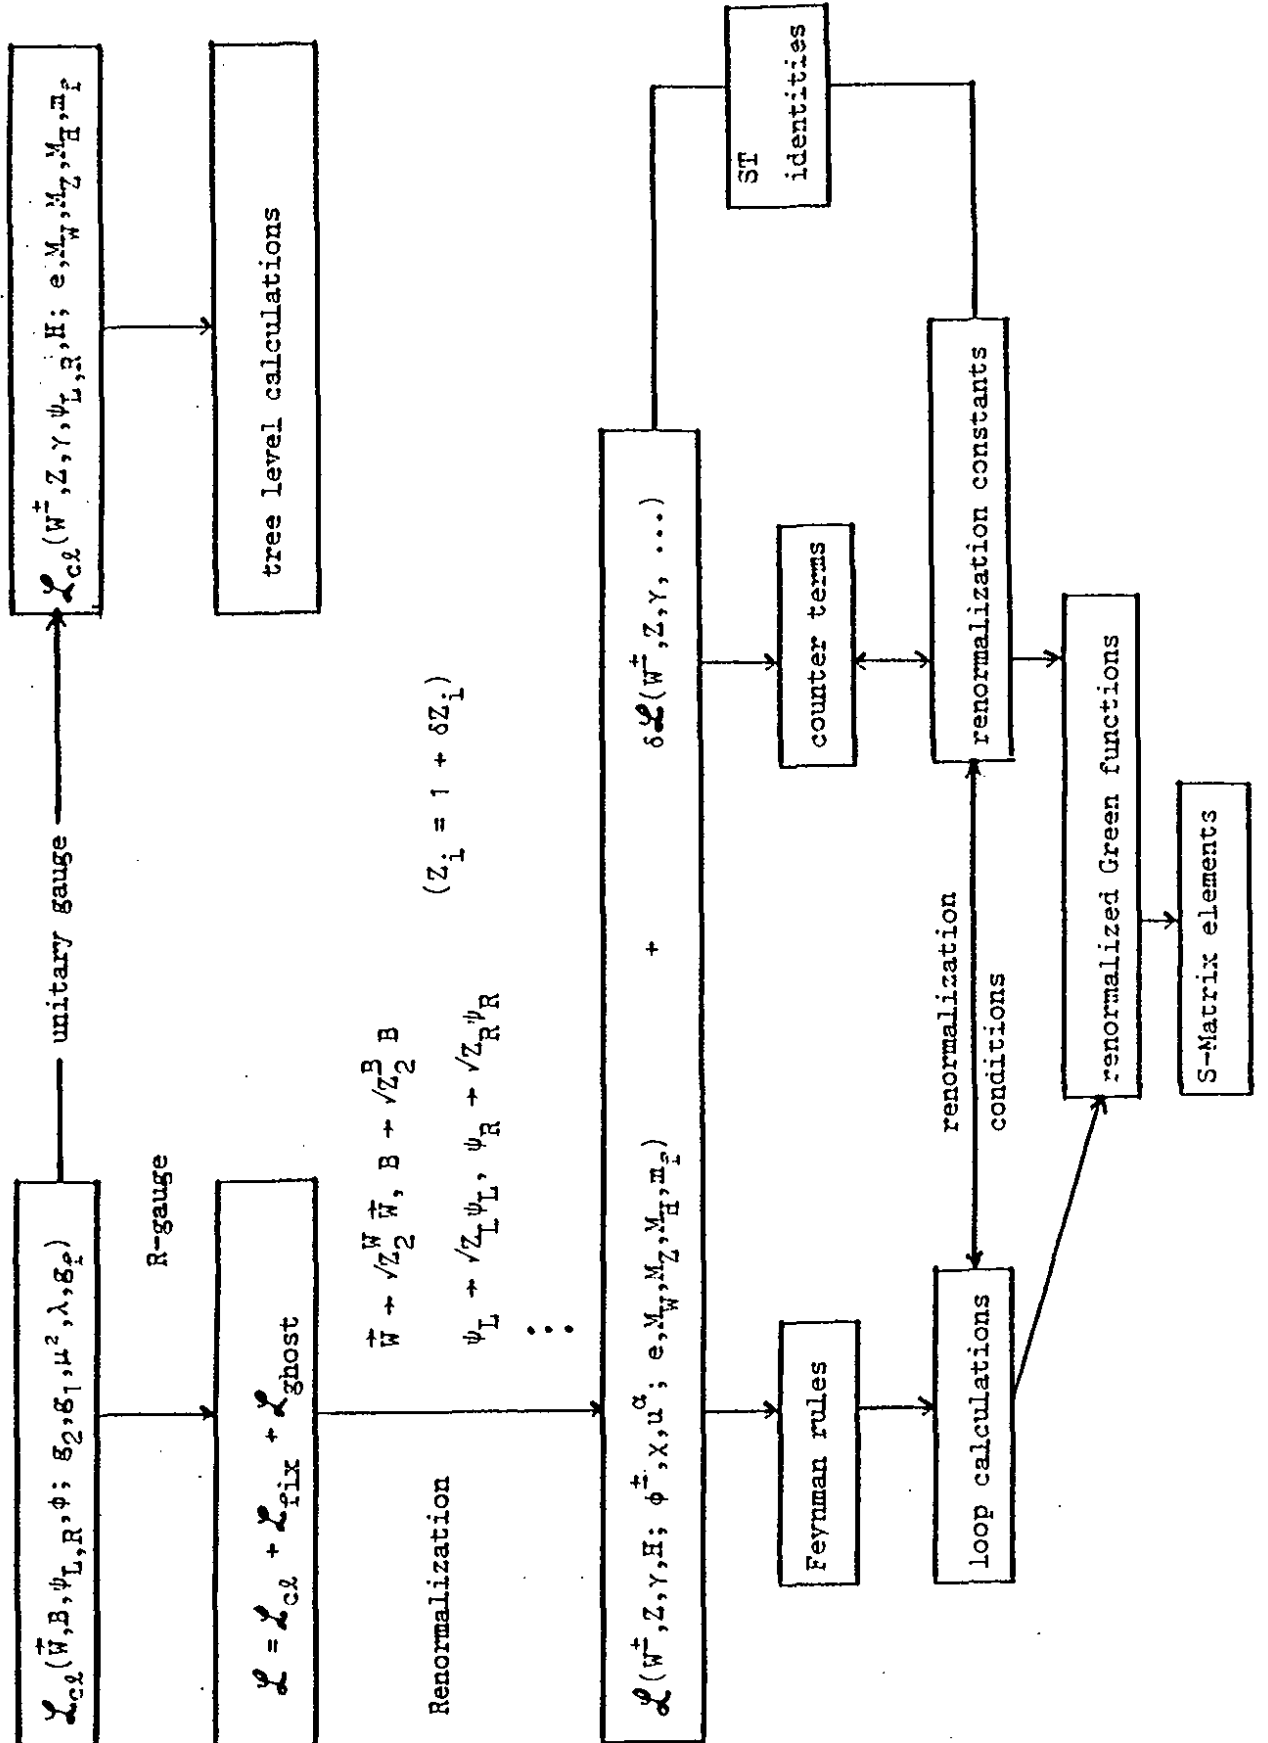 ℒ_cℓ(W⃗,B,ψ_L,R,ϕ; g_2,g_1,μ²,λ,g_f)
unitary gauge
ℒ_cℓ(W^±,Z,γ,ψ_L,R,H; e,M_W,M_Z,M_H,m_f)
R-gauge
tree level calculations
ℒ = ℒ_cℓ + ℒ_fix + ℒ_ghost
Renormalization
W⃗ → √Z_2^W W⃗, B → √Z_2^B B
ψ_L → √Z_L ψ_L, ψ_R → √Z_R ψ_R
(Z_i = 1 + δZ_i)
⋮
ℒ(W^±,Z,γ,H; ϕ^±,χ,u^α; e,M_W,M_Z,M_H,m_f) + δℒ(W^±,Z,γ, ...)
ST
identities
Feynman rules
counter terms
loop calculations
renormalization
conditions
renormalization constants
renormalized Green functions
S-Matrix elements